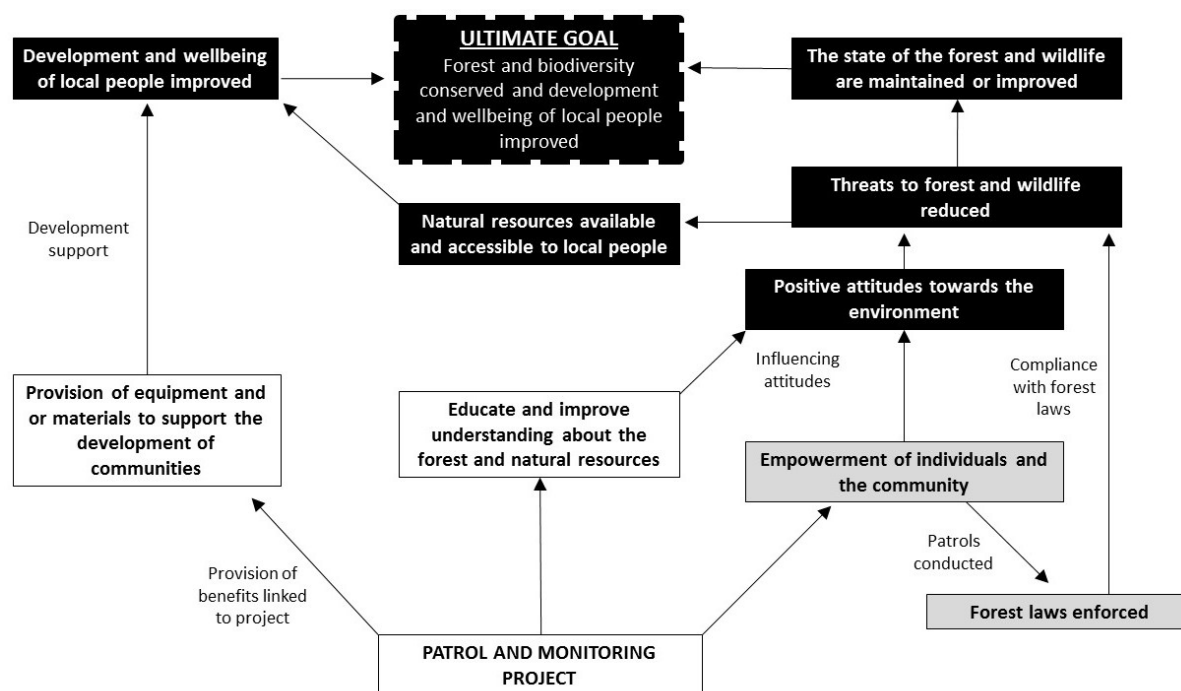 Development and wellbeing
of local people improved
ULTIMATE GOAL
Forest and biodiversity
conserved and development
and wellbeing of local people
improved
The state of the forest and wildlife
are maintained or improved
Threats to forest and wildlife
reduced
Natural resources available
and accessible to local people
Development
support
Positive attitudes towards the
environment
Influencing
attitudes
Compliance
with forest
laws
Provision of equipment and
or materials to support the
development of
communities
Educate and improve
understanding about the
forest and natural resources
Empowerment of individuals and
the community
Patrols
conducted
Provision of
benefits linked
to project
Forest laws enforced
PATROL AND MONITORING
PROJECT